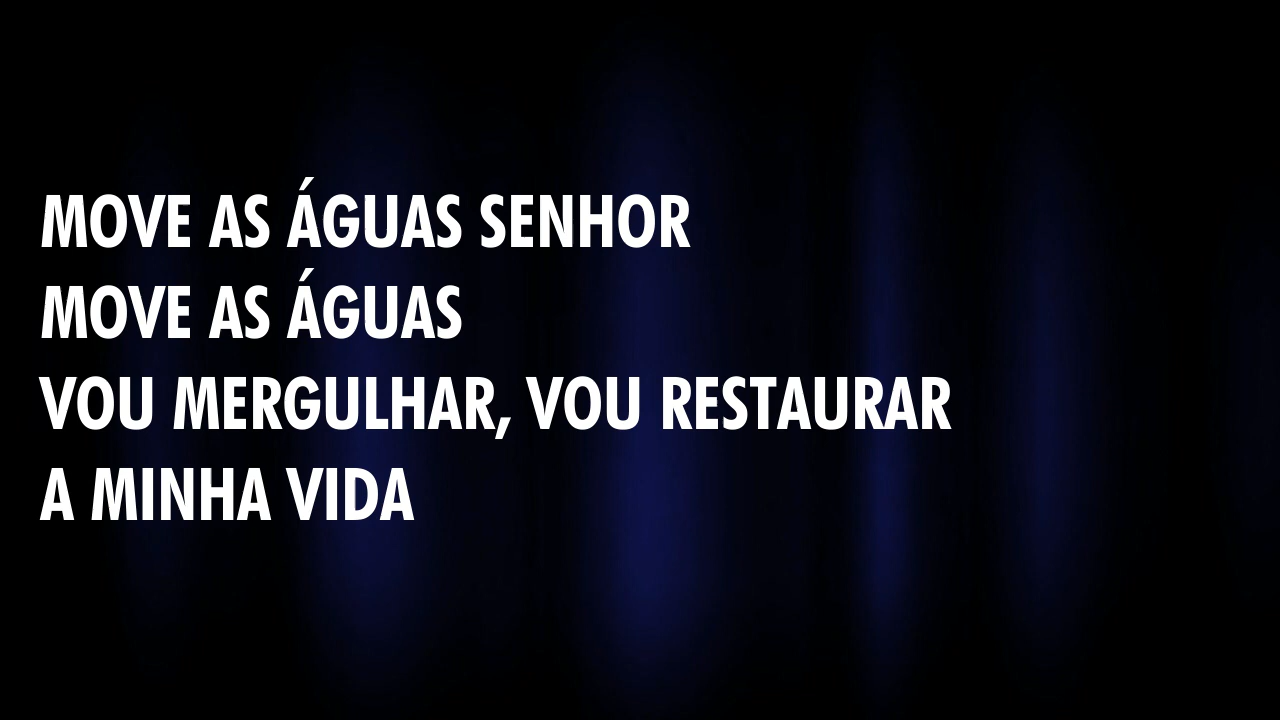 MOVE AS ÁGUAS SENHOR
MOVE AS ÁGUAS
VOU MERGULHAR, VOU RESTAURAR
A MINHA VIDA